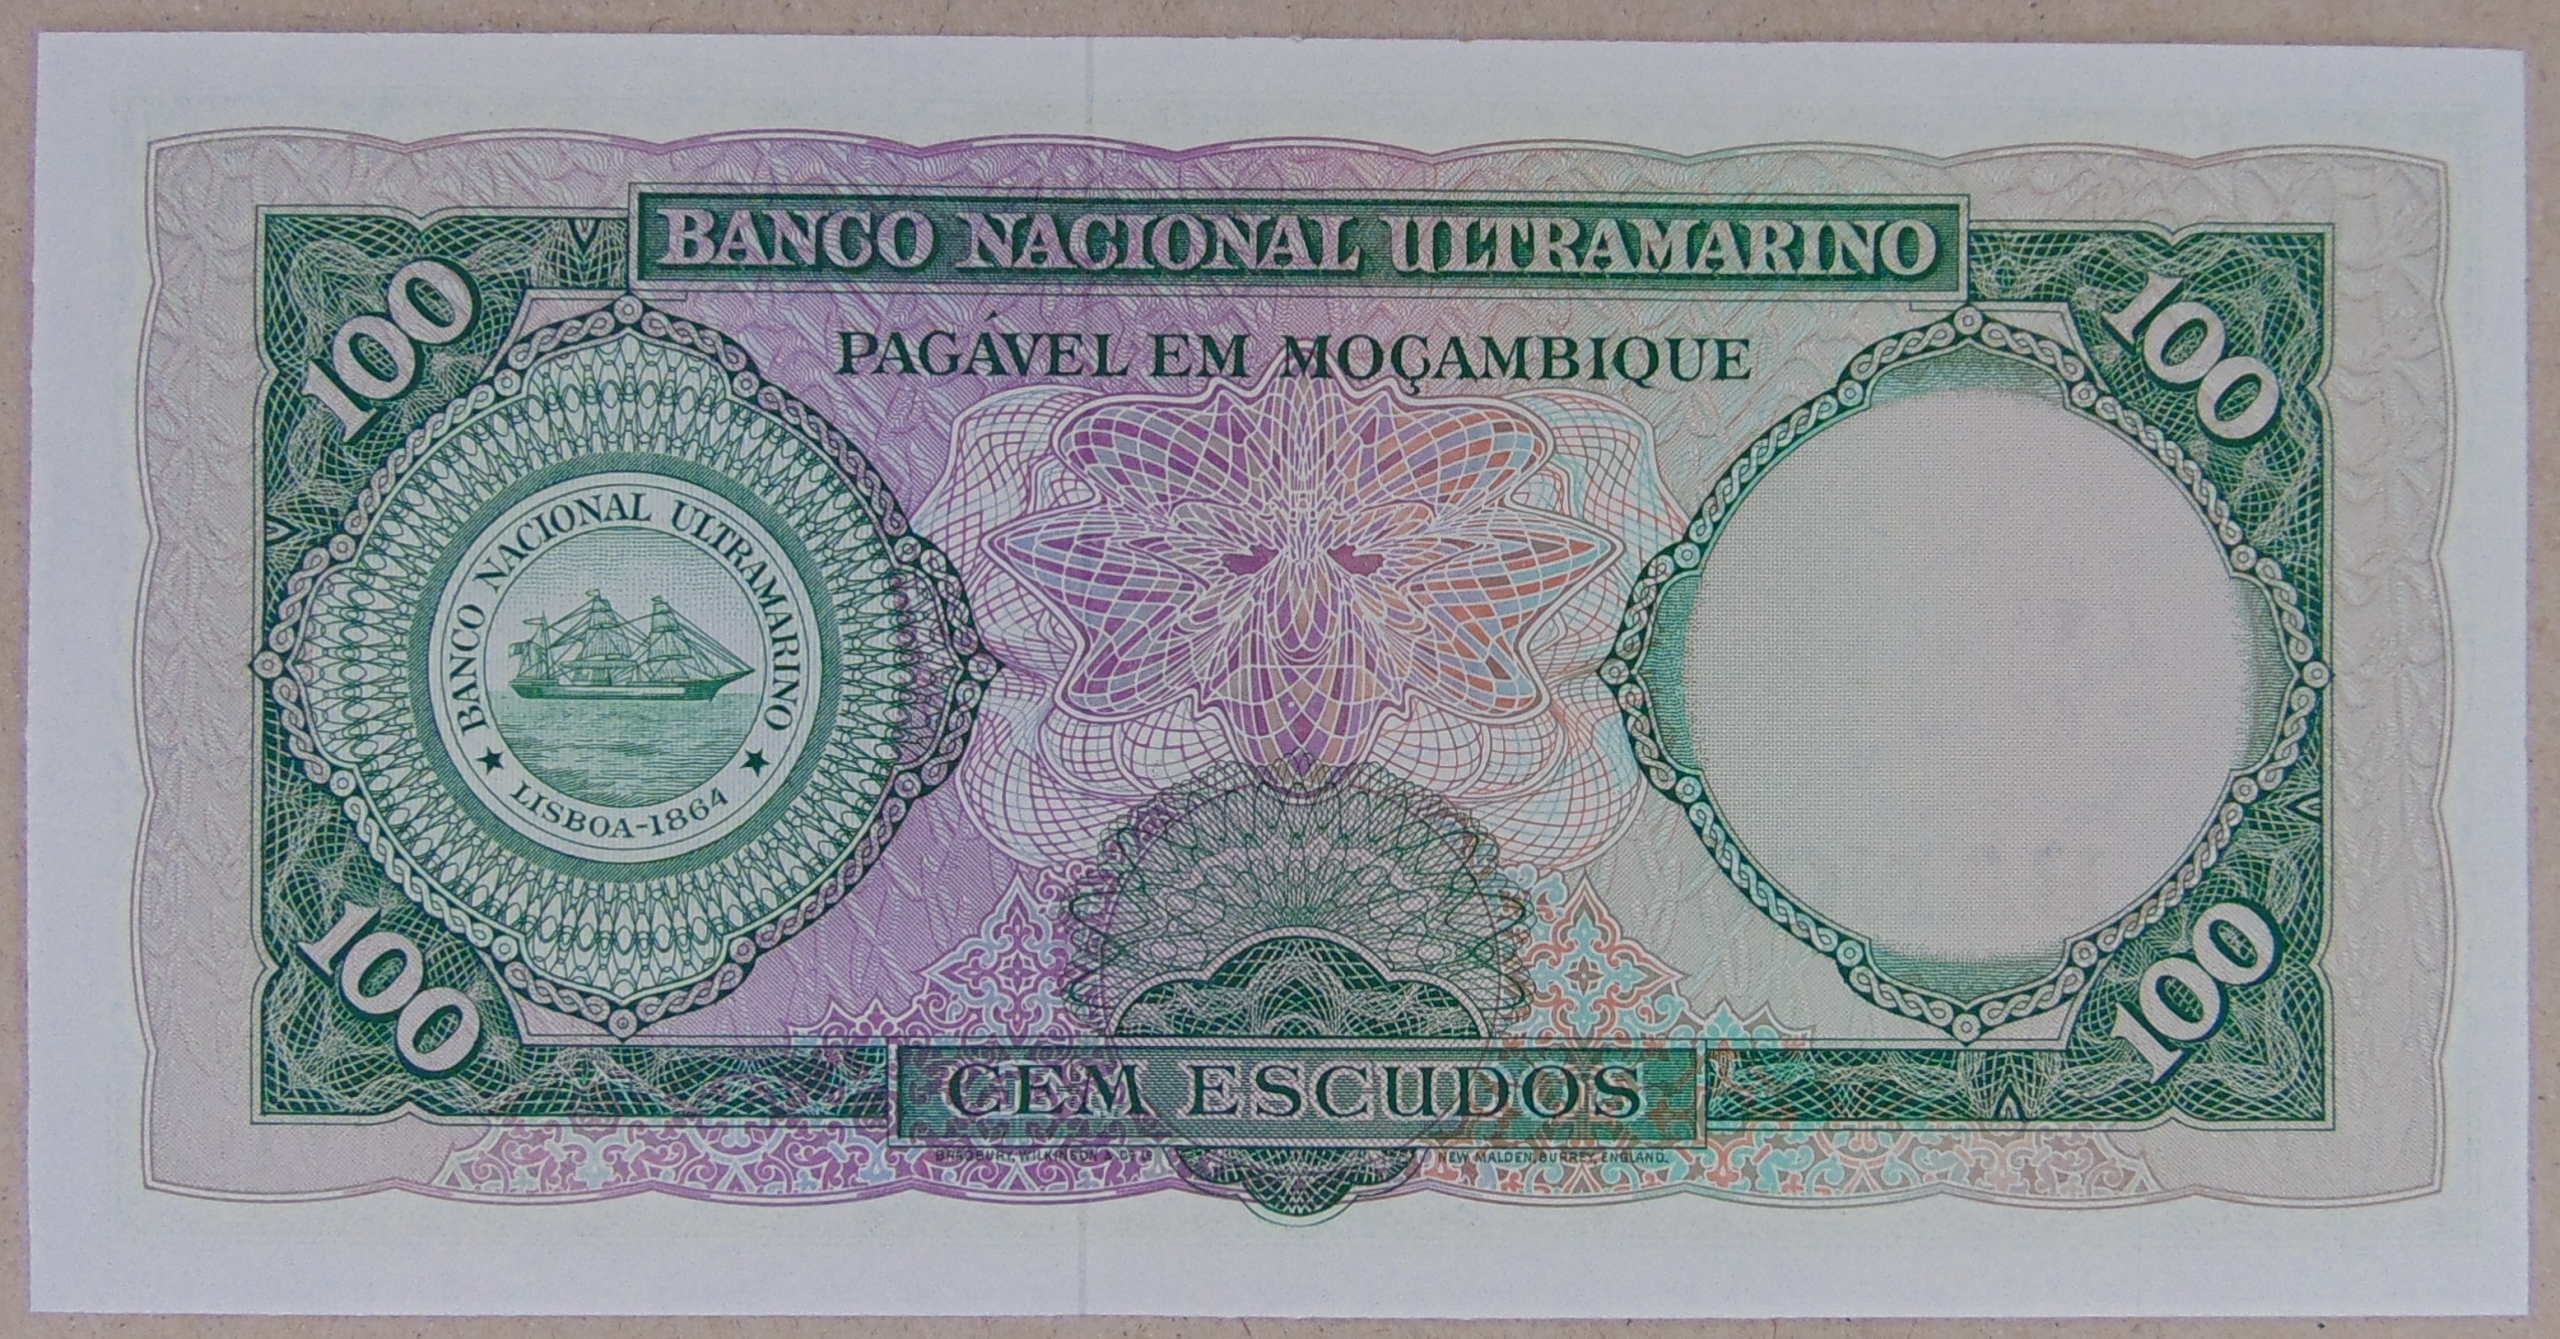 BANCO NACIONAL ULTRAMARINO
100
100
PAGÁVEL EM MOÇAMBIQUE
BANCO NACIONAL ULTRAMARINO
★ LISBOA-1864 ★
100
100
CEM ESCUDOS
BRADBURY, WILKINSON & Cº Lᴰ NEW MALDEN, SURREY, ENGLAND.